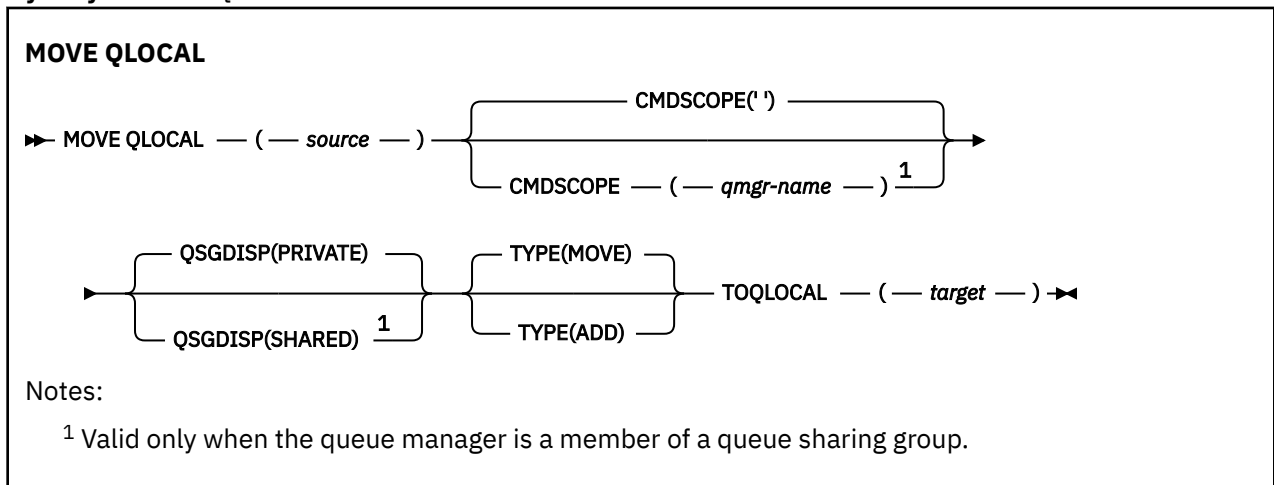 MOVE QLOCAL
CMDSCOPE(' ')
MOVE QLOCAL ( source )
CMDSCOPE ( qmgr-name ) 1
QSGDISP(PRIVATE) TYPE(MOVE)
TOQLOCAL ( target )
QSGDISP(SHARED) 1 TYPE(ADD)
Notes:
1 Valid only when the queue manager is a member of a queue sharing group.